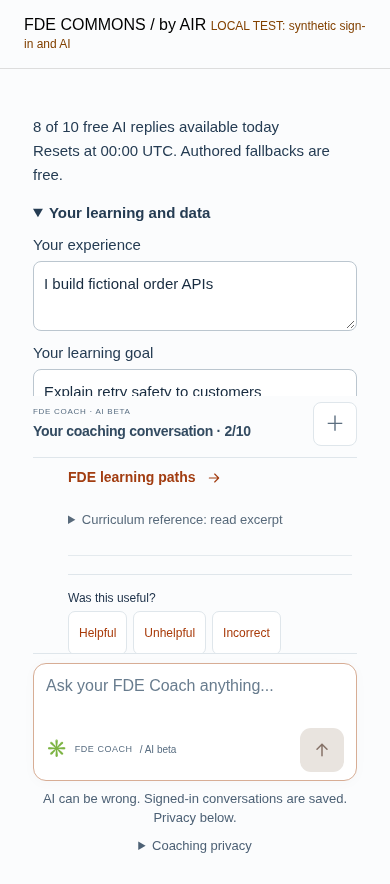 FDE COMMONS / by AIR LOCAL TEST: synthetic sign-
in and AI
8 of 10 free AI replies available today
Resets at 00:00 UTC. Authored fallbacks are
free.
▼ Your learning and data
Your experience
I build fictional order APIs
Your learning goal
Explain retry safety to customers
FDE COACH · AI BETA
Your coaching conversation · 2/10
FDE learning paths →
▶ Curriculum reference: read excerpt
Was this useful?
Helpful Unhelpful Incorrect
Ask your FDE Coach anything...
FDE COACH / AI beta
AI can be wrong. Signed-in conversations are saved.
Privacy below.
▶ Coaching privacy